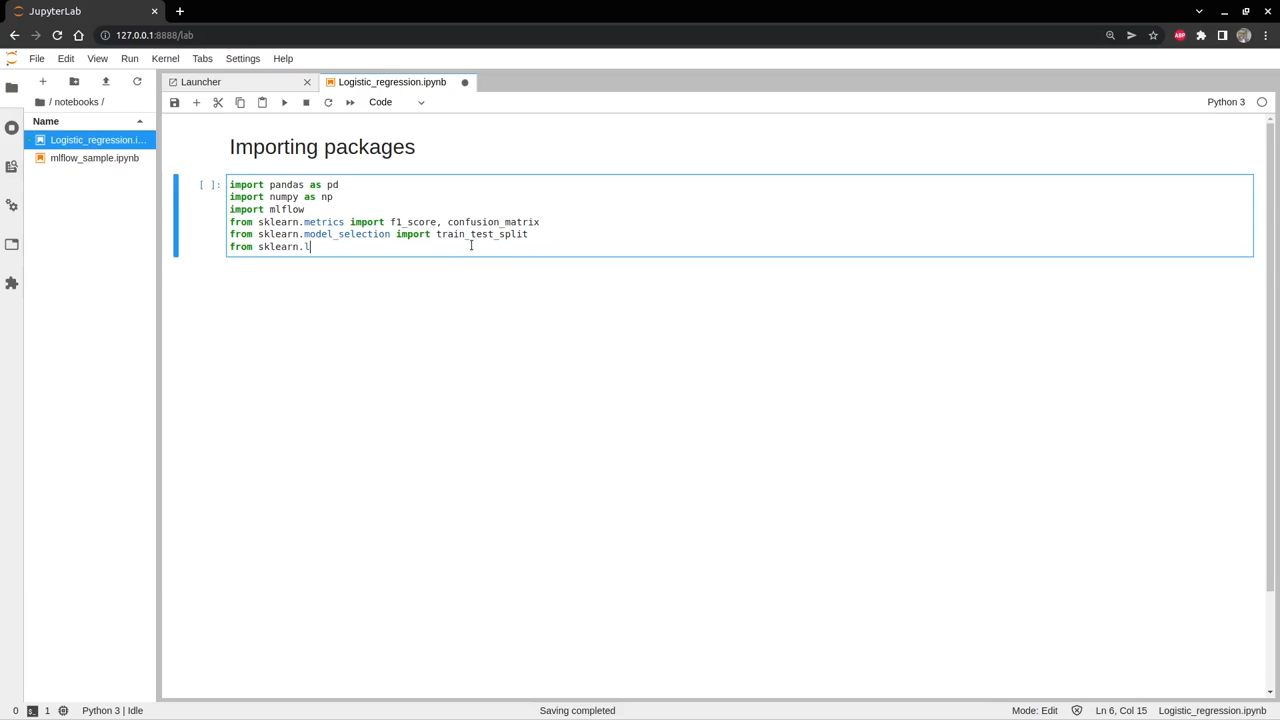 JupyterLab
127.0.0.1:8888/lab
ABP
File Edit View Run Kernel Tabs Settings Help
Launcher
Logistic_regression.ipynb
/ notebooks /
Code
Python 3
Name
Logistic_regression.i...
mlflow_sample.ipynb
Importing packages
[ ]:
import pandas as pd
import numpy as np
import mlflow
from sklearn.metrics import f1_score, confusion_matrix
from sklearn.model_selection import train_test_split
from sklearn.l
0 1 Python 3 | Idle
Saving completed
Mode: Edit
Ln 6, Col 15
Logistic_regression.ipynb